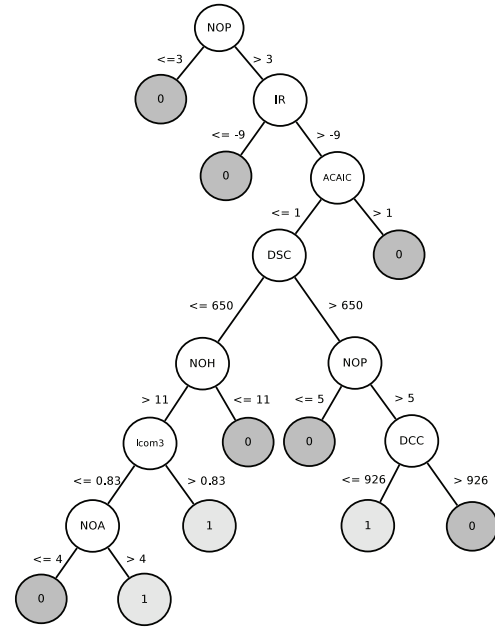 NOP
<=3 > 3
0 IR
<= -9 > -9
0 ACAIC
<= 1 > 1
DSC 0
<= 650 > 650
NOH NOP
> 11 <= 11 <= 5 > 5
lcom3 0 0 DCC
<= 0.83 > 0.83 <= 926 > 926
NOA 1 1 0
<= 4 > 4
0 1